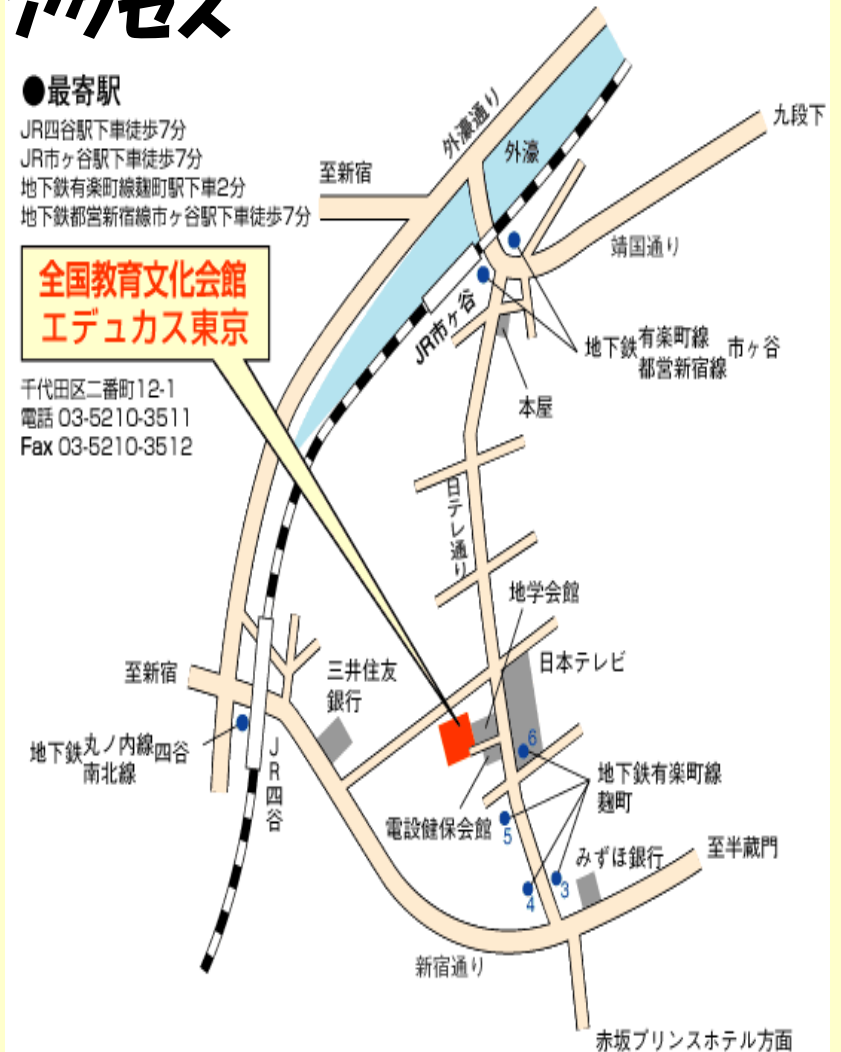 アクセス
●最寄駅
JR四谷駅下車徒歩7分
JR市ヶ谷駅下車徒歩7分
地下鉄有楽町線麹町駅下車2分
地下鉄都営新宿線市ヶ谷駅下車徒歩7分
全国教育文化会館
エデュカス東京
千代田区二番町12-1
電話 03-5210-3511
Fax 03-5210-3512
外濠通り
外濠
九段下
至新宿
靖国通り
JR市ヶ谷
地下鉄 有楽町線 市ヶ谷
都営新宿線
本屋
日テレ通り
地学会館
日本テレビ
至新宿
三井住友
銀行
地下鉄 丸ノ内線 四谷
南北線
JR四谷
6
地下鉄有楽町線
麹町
電設健保会館
5
みずほ銀行
至半蔵門
3
4
新宿通り
赤坂プリンスホテル方面